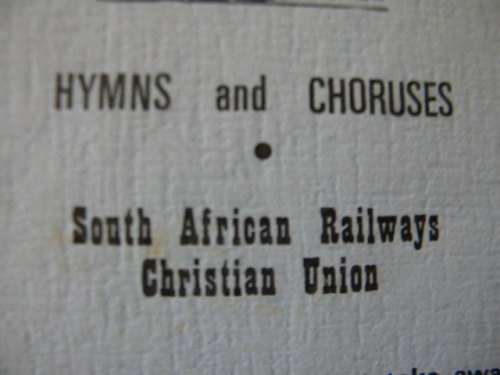 HYMNS and CHORUSES
South African Railways
Christian Union